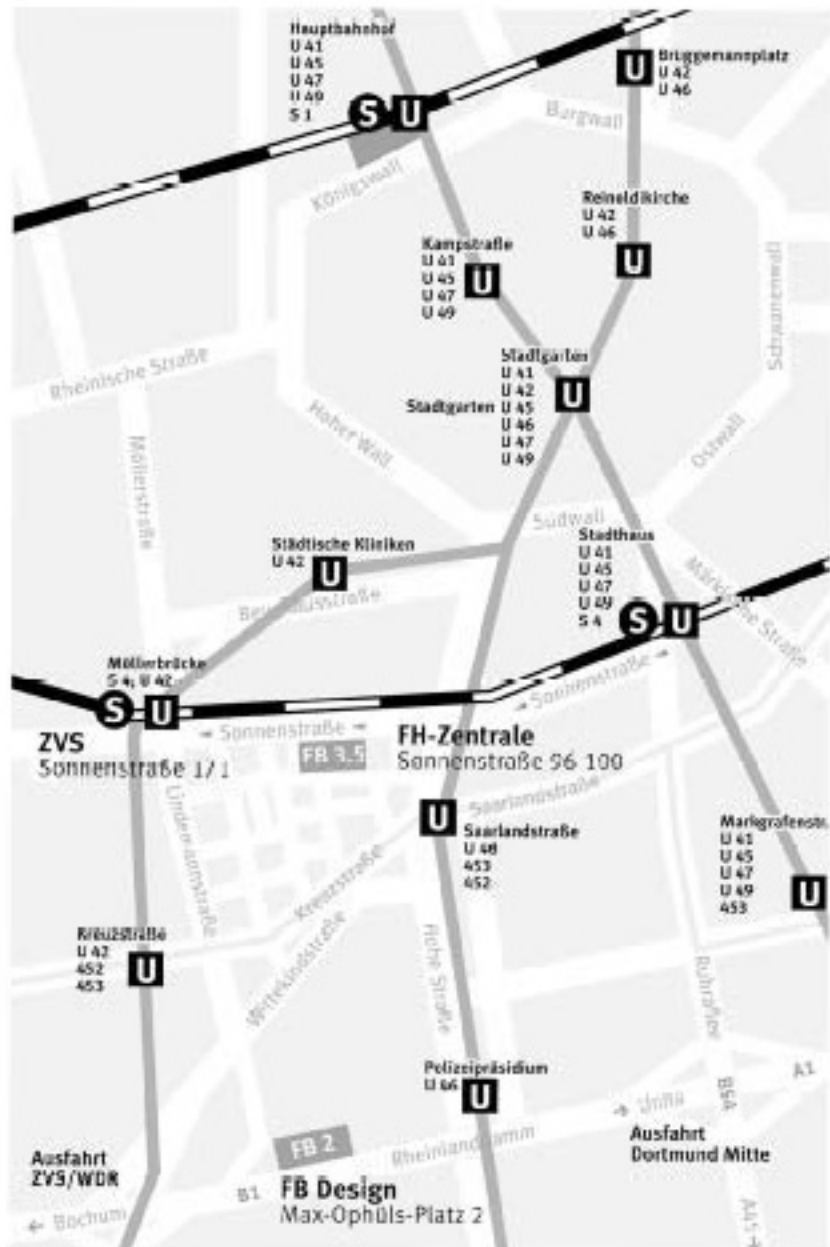 Hauptbahnhof
U 41
U 45
U 47
U 49
S 1
S U
U
Brüggemannplatz
U 42
U 46
Burgwall
Königswall
Reinoldikirche
U 42
U 46
U
Kampstraße
U 41
U 45
U 47
U 49
U
Schwanenwall
Rheinische Straße
Stadtgarten
U 41
U 42
Stadtgarten U 45
U 46
U 47
U 49
U
Hoher Wall
Ostwall
Möllerstraße
Südwall
Städtische Kliniken
U 42
U
Stadthaus
U 41
U 45
U 47
U 49
S 4
S U
Märkische Straße
Möllerbrücke
S 4; U 42
S U
Sonnenstraße
Sonnenstraße
ZVS
Sonnenstraße 171
FB 3.5
FH-Zentrale
Sonnenstraße 96-100
Saarlandstraße
U
Saarlandstraße
U 48
453
452
Lindemannstraße
Kreuzstraße
Markgrafenstr.
U 41
U 45
U 47
U 49
453
U
Kreuzstraße
U 42
452
453
U
Wittekindstraße
Hohe Straße
Ruhrallee
Polizeipräsidium
U 46
U
B54
A1
Unna
Ausfahrt
Dortmund Mitte
FB 2
Rheinlanddamm
Ausfahrt
ZVS/WDR
B1
FB Design
Max-Ophüls-Platz 2
Bochum
A45